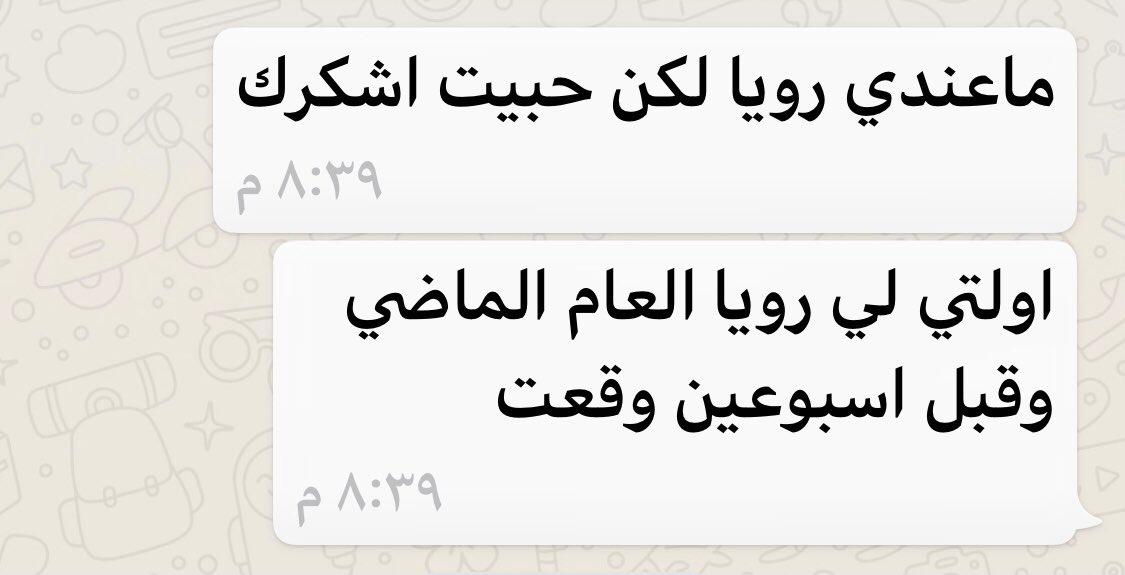 ماعندي رويا لكن حبيت اشكرك
٨:٣٩ م
اولتي لي رويا العام الماضي
وقبل اسبوعين وقعت
٨:٣٩ م